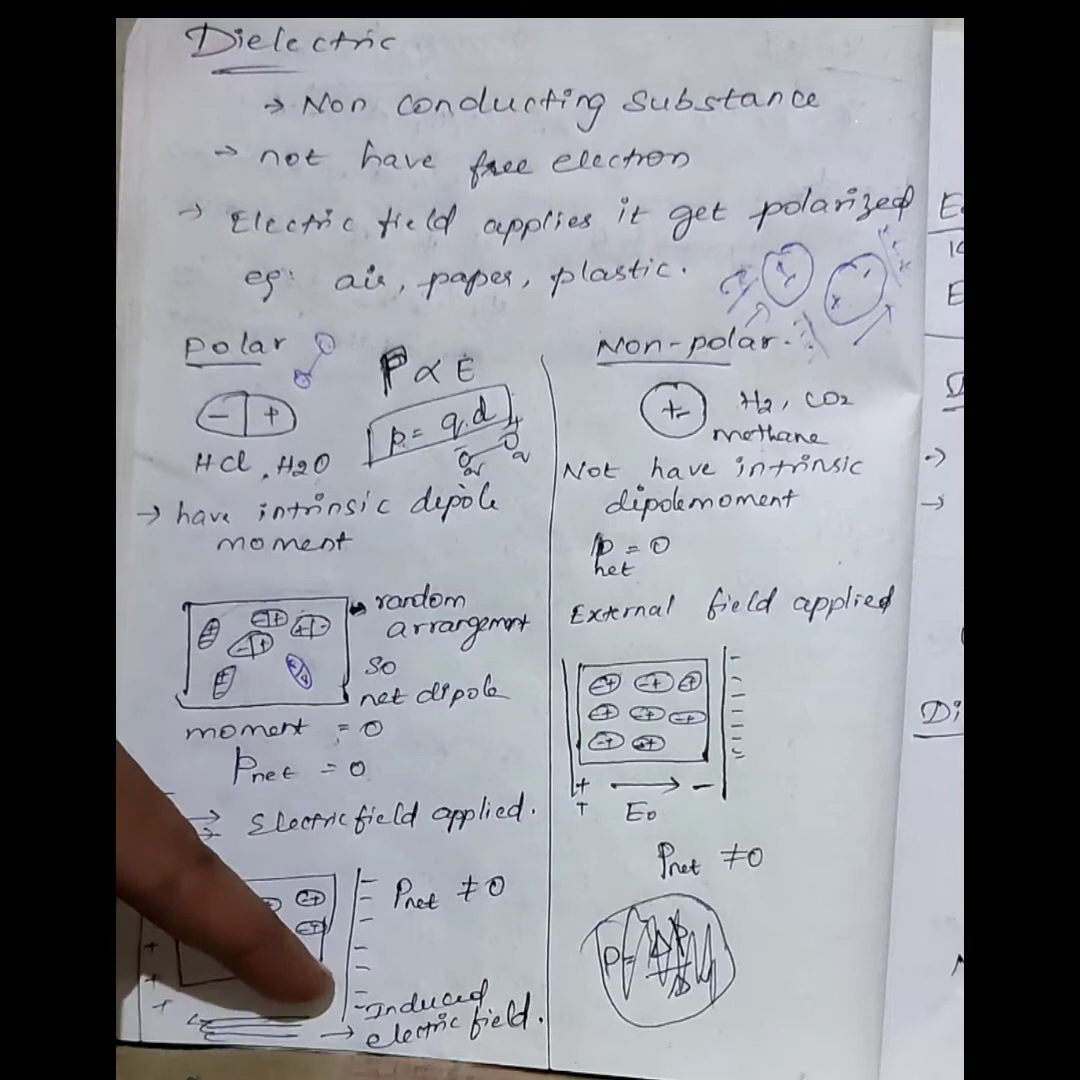 Dielectric
→ Non conducting substance
→ not have free electron
→ Electric field applies it get polarized
eg: air, paper, plastic.
Polar
P ∝ E
p = q.d
- +
HCl, H2O
→ have intrinsic depole
moment
random
arrangement
so
net dipole
moment = 0
Pnet = 0
→ Electric field applied.
Pnet ≠ 0
Induced
→ electric field.
Non-polar.
+-
H2, CO2
methane
Not have intrinsic
dipolemoment
p = 0
net
External field applied
+ → -
+ E0
Pnet ≠ 0
P=
E
E
Di